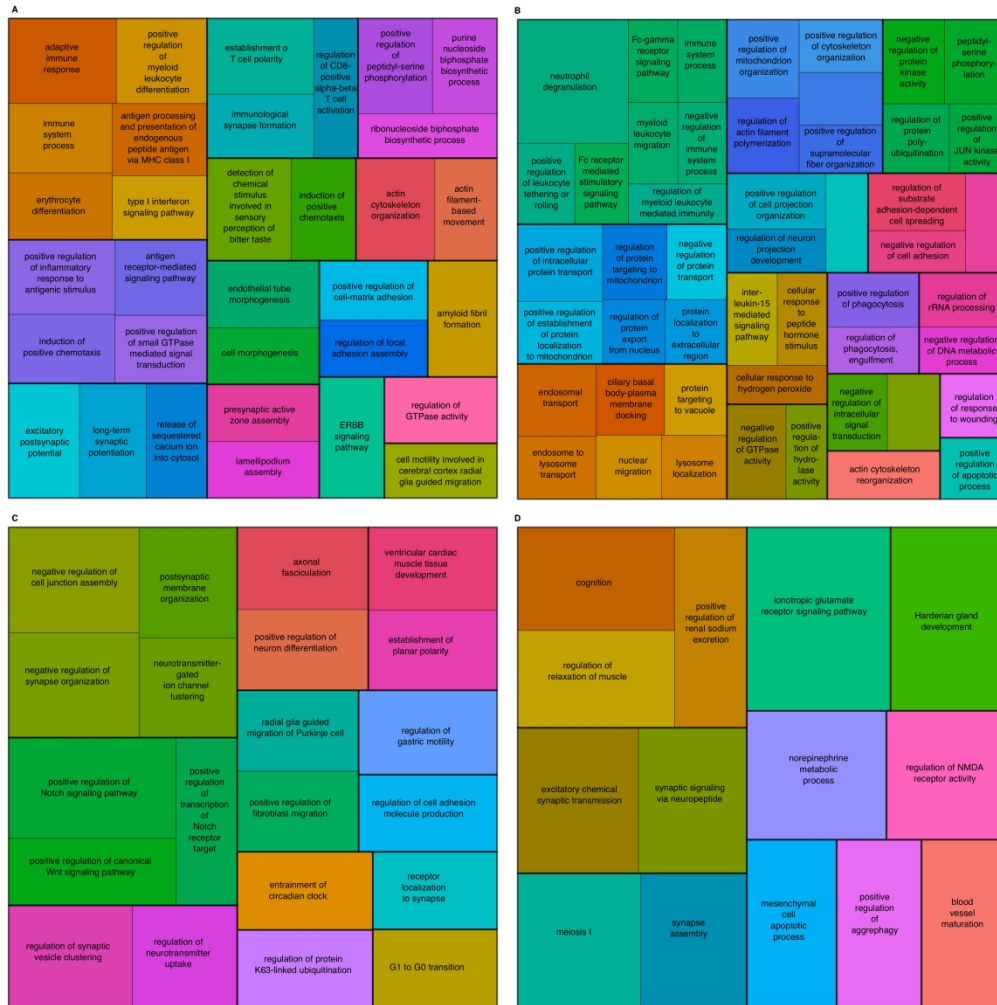 A
adaptive
immune
response
positive
regulation
of
myeloid
leukocyte
differentiation
immune
system
process
antigen processing
and presentation of
endogenous
peptide antigen
via MHC class I
erythrocyte
differentiation
type I interferon
signaling pathway
establishment o
T cell polarity
regulation
of CD8-
positive
alpha-beta
T cell
activation
immunological
synapse formation
positive
regulation
of
peptidyl-serine
phosphorylation
purine
nucleoside
biphosphate
biosynthetic
process
ribonucleoside biphosphate
biosynthetic process
detection of
chemical
stimulus
involved in
sensory
perception of
bitter taste
induction of
positive
chemotaxis
actin
cytoskeleton
organization
actin
filament-
based
movement
positive regulation
of inflammatory
response to
antigenic stimulus
antigen
receptor-mediated
signaling pathway
induction
of positive
chemotaxis
positive regulation
of small GTPase
mediated signal
transduction
endothelial tube
morphogenesis
cell morphogenesis
positive regulation of
cell-matrix adhesion
regulation of focal
adhesion assembly
amyloid fibril
formation
excitatory
postsynaptic
potential
long-term
synaptic
potentiation
release of
sequestered
cacium ion
into cytosol
presynaptic active
zone assembly
lamellipodium
assembly
ERBB
signaling
pathway
regulation of
GTPase activity
cell motility involved in
cerebral cortex radial
glia guided migration
B
neutrophil
degranulation
Fc-gamma
receptor
signaling
pathway
immune
system
process
myeloid
leukocyte
migration
negative
regulation of
immune
system
process
positive
regulation
of leukocyte
tethering or
rolling
Fc receptor
mediated
stimulatory
signaling
pathway
regulation of
myeloid leukocyte
mediated immunity
positive
regulation of
mitochondrion
organization
positive regulation
of cytoskeleton
organization
regulation of
actin filament
polymerization
positive regulation
of
supramolecular
fiber organization
negative
regulation of
protein
kinase activity
peptidyl-
serine
phosphory-
lation
regulation
of protein
poly-
ubiquitination
positive
regulation
of
JUN kinase
activity
positive
regulation
of cell projection
organization
regulation of neuron
projection
development
regulation of
substrate
adhesion-dependent
cell spreading
negative regulation
of cell adhesion
positive regulation
of intracellular
protein transport
regulation
of protein
targeting to
mitochondrion
negative
regulation
of protein
transport
positive regulation
of establishment
of protein
localization
to mitochondrion
regulation
of protein
export
from nucleus
protein
localization
to
extracellular
region
inter-
leukin-15
mediated
signaling
pathway
cellular
response
to
peptide
hormone
stimulus
cellular response to
hydrogen peroxide
positive
regulation of
phagocytosis
regulation of
rRNA processing
regulation of
phagocytosis,
engulfment
negative regulation
of DNA metabolic
process
endosomal
transport
ciliary basal
body-plasma
membrane
docking
protein
targeting
to vacuole
endosome to
lysosome transport
nuclear
migration
lysosome
localization
negative
regulation
of GTPase
activity
positive
regula-
tion of
hydro-
lase
activity
negative
regulation of
intracellular
signal
transduction
regulation
of response
to
wounding
actin cytoskeleton
reorganization
positive
regulation
of
apoptotic
process
C
negative regulation of
cell junction assembly
postsynaptic
membrane
organization
negative regulation of
synapse organization
neurotransmitter-
gated
ion channel
lustering
axonal
fasciculation
ventricular cardiac
muscle tissue
development
positive regulation of
neuron differentiation
establishment of
planar polarity
positive regulation of
Notch signaling pathway
positive
regulation
of
transcription
of
Notch
receptor
target
positive regulation of canonical
Wnt signaling pathway
radial glia guided
migration of Purkinje cell
regulation of
gastric motility
positive regulation of
fibroblast migration
regulation of cell adhesion
molecule production
regulation of synaptic
vesicle clustering
regulation of
neurotransmitter
uptake
entrainment of
circadian clock
receptor
localization
to synapse
regulation of protein
K63-linked ubiquitination
G1 to G0 transition
D
cognition
positive
regulation of
renal sodium
excretion
regulation of
relaxation of muscle
ionotropic glutamate
receptor signaling pathway
Harderian gland
development
excitatory chemical
synaptic transmission
synaptic signaling
via neuropeptide
norepinephrine
metabolic
process
regulation of NMDA
receptor activity
meiosis I
synapse
assembly
mesenchymal
cell
apoptotic
process
positive
regulation
of
aggrephagy
blood
vessel
maturation